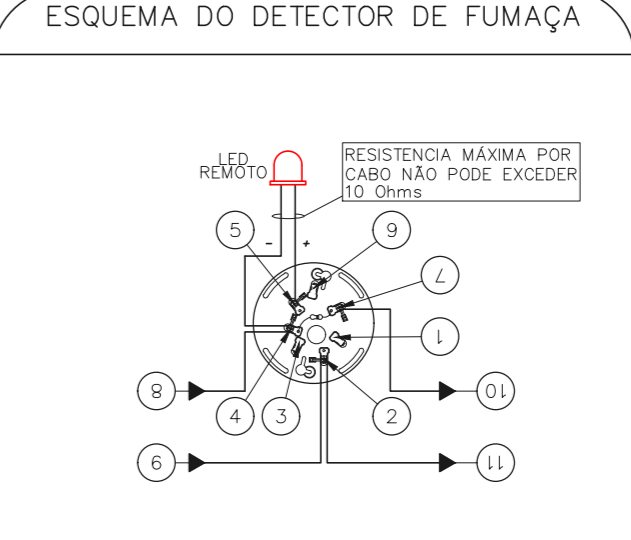 ESQUEMA DO DETECTOR DE FUMAÇA
LED
REMOTO
RESISTENCIA MÁXIMA POR
CABO NÃO PODE EXCEDER
10 Ohms
- +
5
6
7
1
8
10
4
3
2
9
11